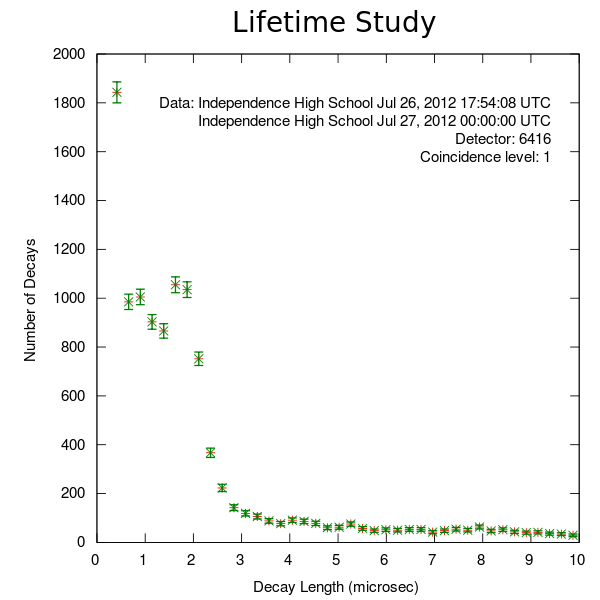 Lifetime Study
2000
1800
1600
1400
1200
1000
800
600
400
200
0
Number of Decays
Data: Independence High School Jul 26, 2012 17:54:08 UTC
Independence High School Jul 27, 2012 00:00:00 UTC
Detector: 6416
Coincidence level: 1
0 1 2 3 4 5 6 7 8 9 10
Decay Length (microsec)